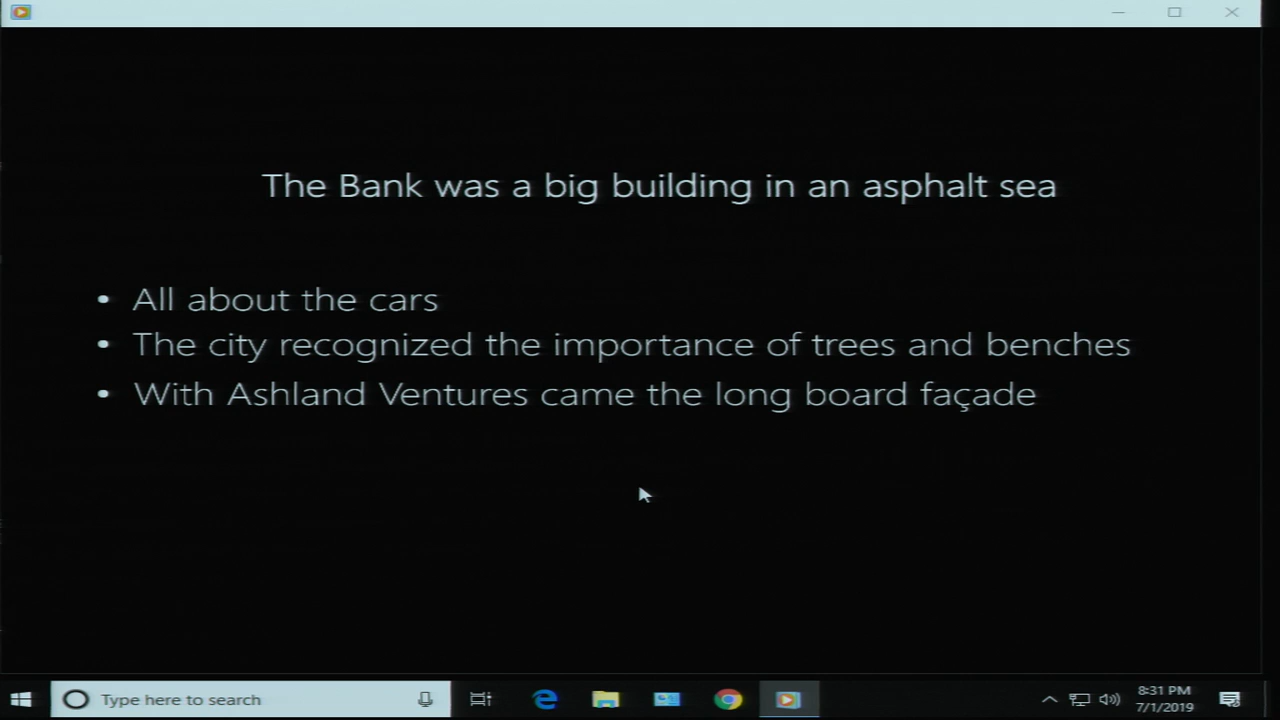 The Bank was a big building in an asphalt sea
• All about the cars
• The city recognized the importance of trees and benches
• With Ashland Ventures came the long board façade
Type here to search
8:31 PM
7/1/2019